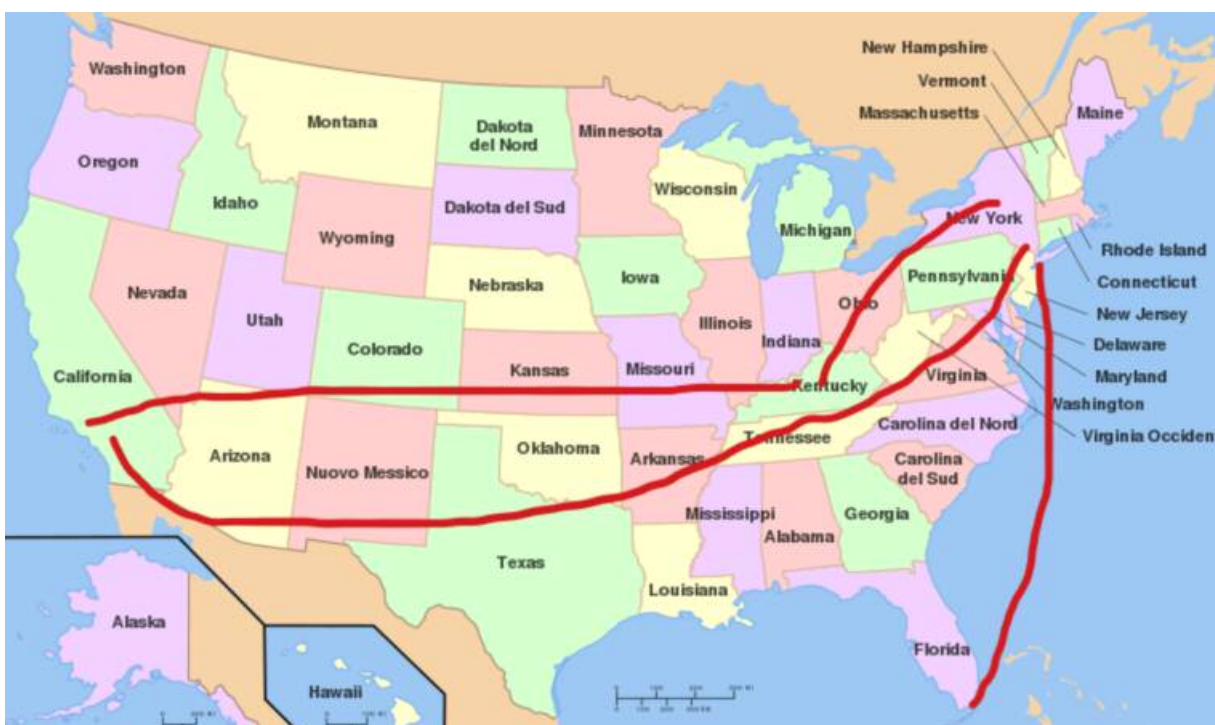 New Hampshire
Vermont
Massachusetts
Washington
Montana
Dakota
del Nord
Minnesota
Maine
Oregon
Idaho
Wisconsin
Dakota del Sud
Michigan
New York
Wyoming
Rhode Island
Nebraska
Iowa
Pennsylvania
Connecticut
Nevada
Utah
Illinois
Indiana
Ohio
New Jersey
Colorado
Delaware
California
Kansas
Missouri
Kentucky
Virginia
Maryland
Washington
Arizona
Oklahoma
Tennessee
Carolina del Nord
Virginia Occiden
Nuovo Messico
Arkansas
Carolina
del Sud
Mississippi
Georgia
Alabama
Texas
Louisiana
Alaska
Florida
Hawaii